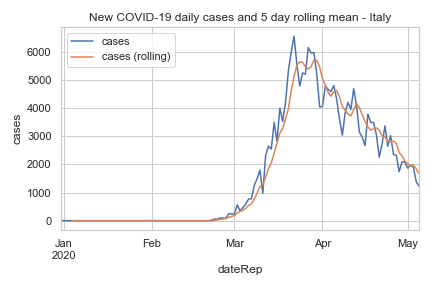 New COVID-19 daily cases and 5 day rolling mean - Italy
cases
cases (rolling)
6000
5000
4000
3000
2000
1000
0
cases
Jan Feb Mar Apr May
2020
dateRep